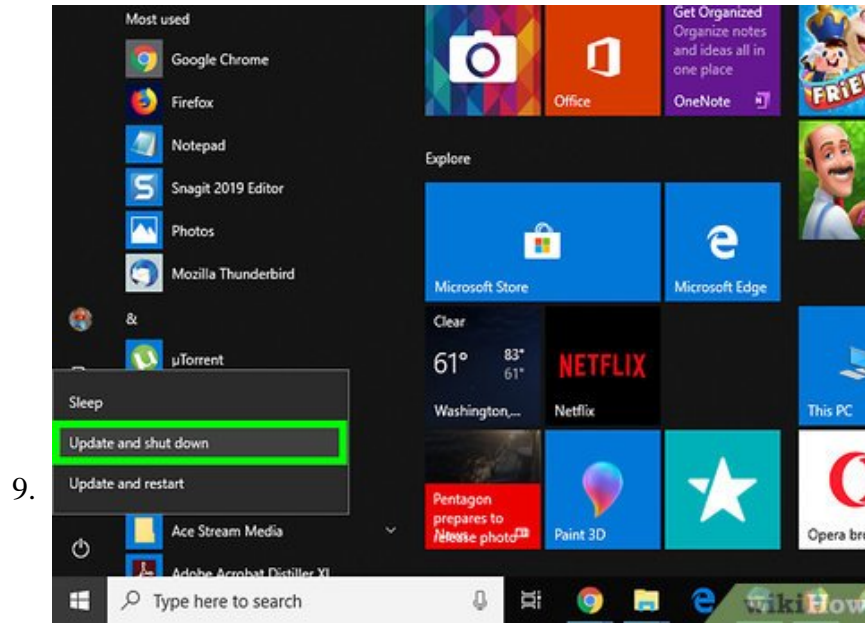 Most used
Google Chrome
Firefox
Notepad
Snagit 2019 Editor
Photos
Mozilla Thunderbird
&
µTorrent
Sleep
Update and shut down
Update and restart
9.
Ace Stream Media
Adobe Acrobat Distiller XI
Type here to search
Office
Get Organized
Organize notes
and ideas all in
one place
OneNote
Explore
Microsoft Store
Microsoft Edge
Clear
61° 83°
61°
Washington,...
NETFLIX
Netflix
This PC
Pentagon
prepares to
release photo
News
Paint 3D
Opera bro
wikiHow